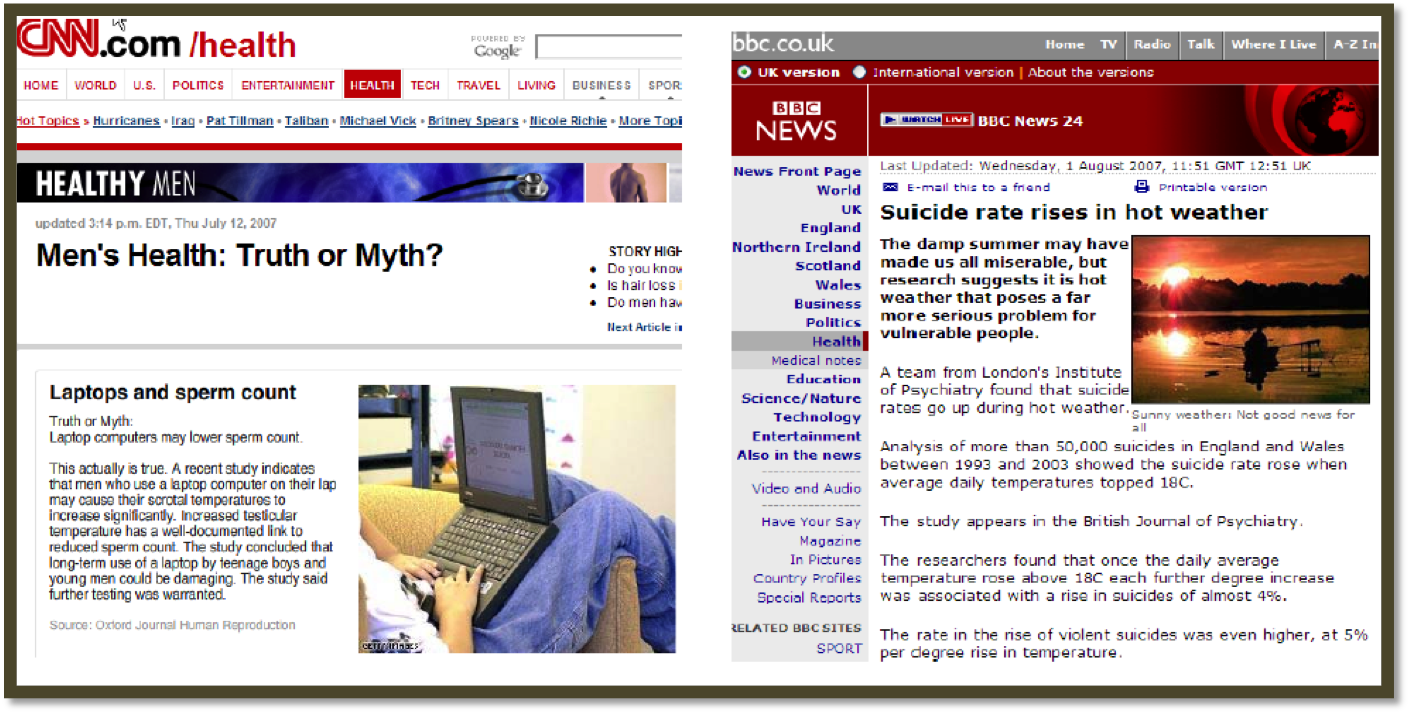 CNN.com /health
POWERED BY
Google
HOME WORLD U.S. POLITICS ENTERTAINMENT HEALTH TECH TRAVEL LIVING BUSINESS
Hot Topics » Hurricanes • Iraq • Pat Tillman • Taliban • Michael Vick • Britney Spears • Nicole Richie • More
HEALTHY MEN
updated 3:14 p.m. EDT, Thu July 12, 2007
Men's Health: Truth or Myth?
STORY
• Do you
• Is hair loss
• Do men
Next Article
Laptops and sperm count
Truth or Myth:
Laptop computers may lower sperm count.
This actually is true. A recent study indicates
that men who use a laptop computer on their lap
may cause their scrotal temperatures to
increase significantly. Increased testicular
temperature has a well-documented link to
reduced sperm count. The study concluded that
long-term use of a laptop by teenage boys and
young men could be damaging. The study said
further testing was warranted.
Source: Oxford Journal Human Reproduction
GETTY IMAGES
bbc.co.uk
Home TV Radio Talk Where I Live A-Z
UK version International version | About the versions
BBC
NEWS
WATCH LIVE BBC News 24
News Front Page
World
UK
England
Northern Ireland
Scotland
Wales
Business
Politics
Health
Medical notes
Education
Science/Nature
Technology
Entertainment
Also in the news
Video and Audio
Have Your Say
Magazine
In Pictures
Country Profiles
Special Reports
RELATED BBC SITES
SPORT
Last Updated: Wednesday, 1 August 2007, 11:51 GMT 12:51 UK
E-mail this to a friend Printable version
Suicide rate rises in hot weather
The damp summer may have
made us all miserable, but
research suggests it is hot
weather that poses a far
more serious problem for
vulnerable people.
A team from London's Institute
of Psychiatry found that suicide
rates go up during hot weather.
Sunny weather: Not good news for
all
Analysis of more than 50,000 suicides in England and Wales
between 1993 and 2003 showed the suicide rate rose when
average daily temperatures topped 18C.
The study appears in the British Journal of Psychiatry.
The researchers found that once the daily average
temperature rose above 18C each further degree increase
was associated with a rise in suicides of almost 4%.
The rate in the rise of violent suicides was even higher, at 5%
per degree rise in temperature.